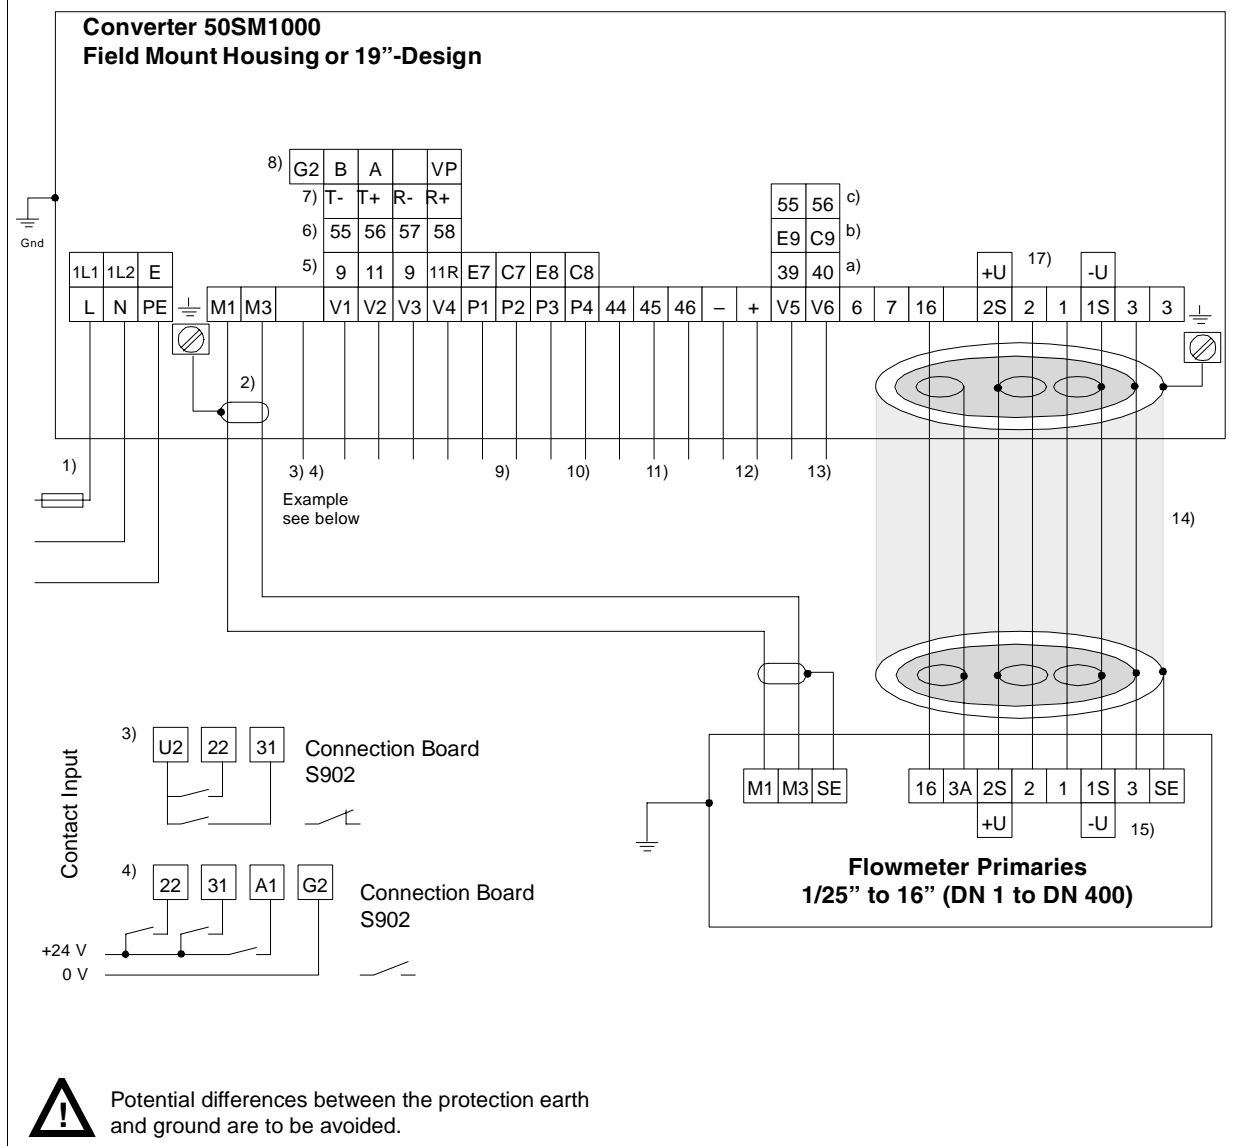 Converter 50SM1000
Field Mount Housing or 19”-Design
8) G2 B A VP
7) T- T+ R- R+
6) 55 56 57 58
55 56 c)
E9 C9 b)
Gnd
1L1 1L2 E
5) 9 11 9 11R E7 C7 E8 C8
39 40 a)
+U 17) -U
L N PE M1 M3 V1 V2 V3 V4 P1 P2 P3 P4 44 45 46 – + V5 V6 6 7 16 2S 2 1 1S 3 3
2)
1)
3) 4)
9) 10) 11) 12) 13)
Example
see below
14)
3) U2 22 31
Connection Board
S902
Contact Input
4) 22 31 A1 G2
Connection Board
S902
+24 V
0 V
M1 M3 SE
16 3A 2S 2 1 1S 3 SE
+U -U 15)
Flowmeter Primaries
1/25” to 16” (DN 1 to DN 400)
!
Potential differences between the protection earth
and ground are to be avoided.